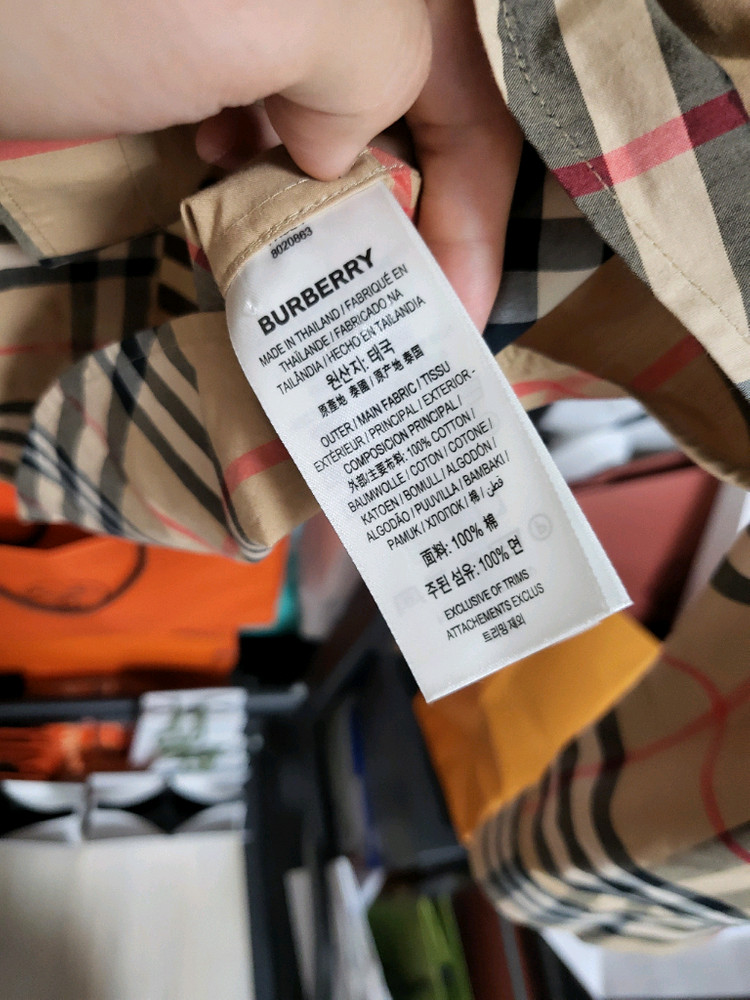 8020863
BURBERRY
MADE IN THAILAND / FABRIQUÉ EN
THAÏLANDE / FABRICADO NA
TAILÂNDIA / HECHO EN TAILANDIA
원산지: 태국
原產地 泰國 / 原产地 泰国
OUTER / MAIN FABRIC / TISSU
EXTÉRIEUR / PRINCIPAL / EXTERIOR -
COMPOSICION PRINCIPAL /
外部/主要布料: 100% COTTON /
BAUMWOLLE / COTON / COTONE /
KATOEN / BOMULL / ALGODÓN /
ALGODÃO / PUUVILLA / BAMBAKI /
PAMUK / ХЛОПОК / 棉 / قطن /
面料: 100% 棉
주된 섬유: 100% 면
EXCLUSIVE OF TRIMS
ATTACHEMENTS EXCLUS
트리밍 제외